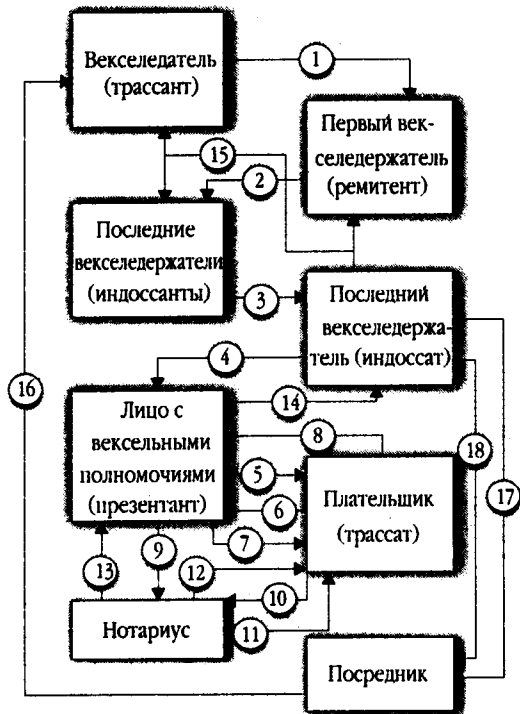 Векселедатель
(трассант)
1
Первый век-
селедержатель
(ремитент)
15
2
Последние
векселедержатели
(индоссанты)
3
Последний
векселедержа-
тель (индоссат)
4
16
14
Лицо с
вексельными
полномочиями
(презентант)
8
18
17
5
6
7
Плательщик
(трассат)
9
12
13
10
11
Нотариус
Посредник